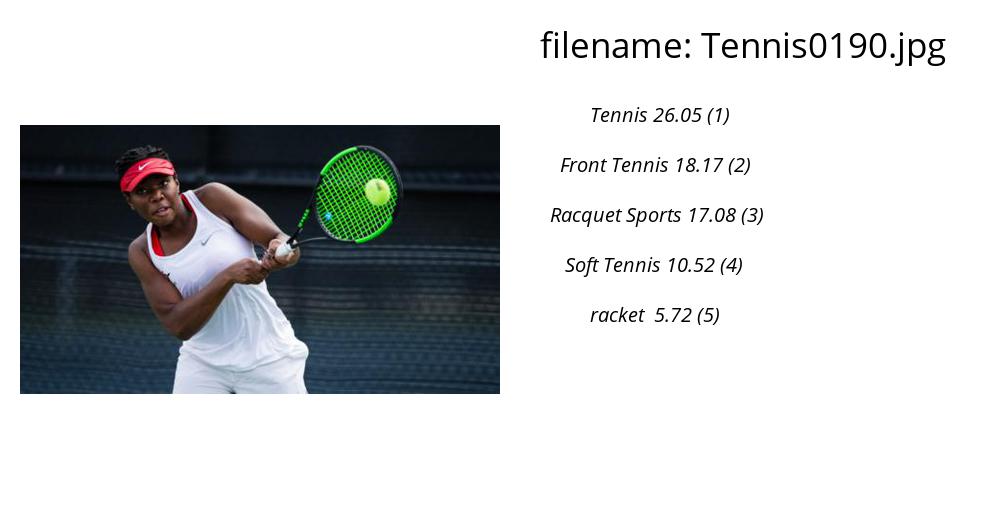 filename: Tennis0190.jpg
Tennis 26.05 (1)
Front Tennis 18.17 (2)
Racquet Sports 17.08 (3)
Soft Tennis 10.52 (4)
racket  5.72 (5)